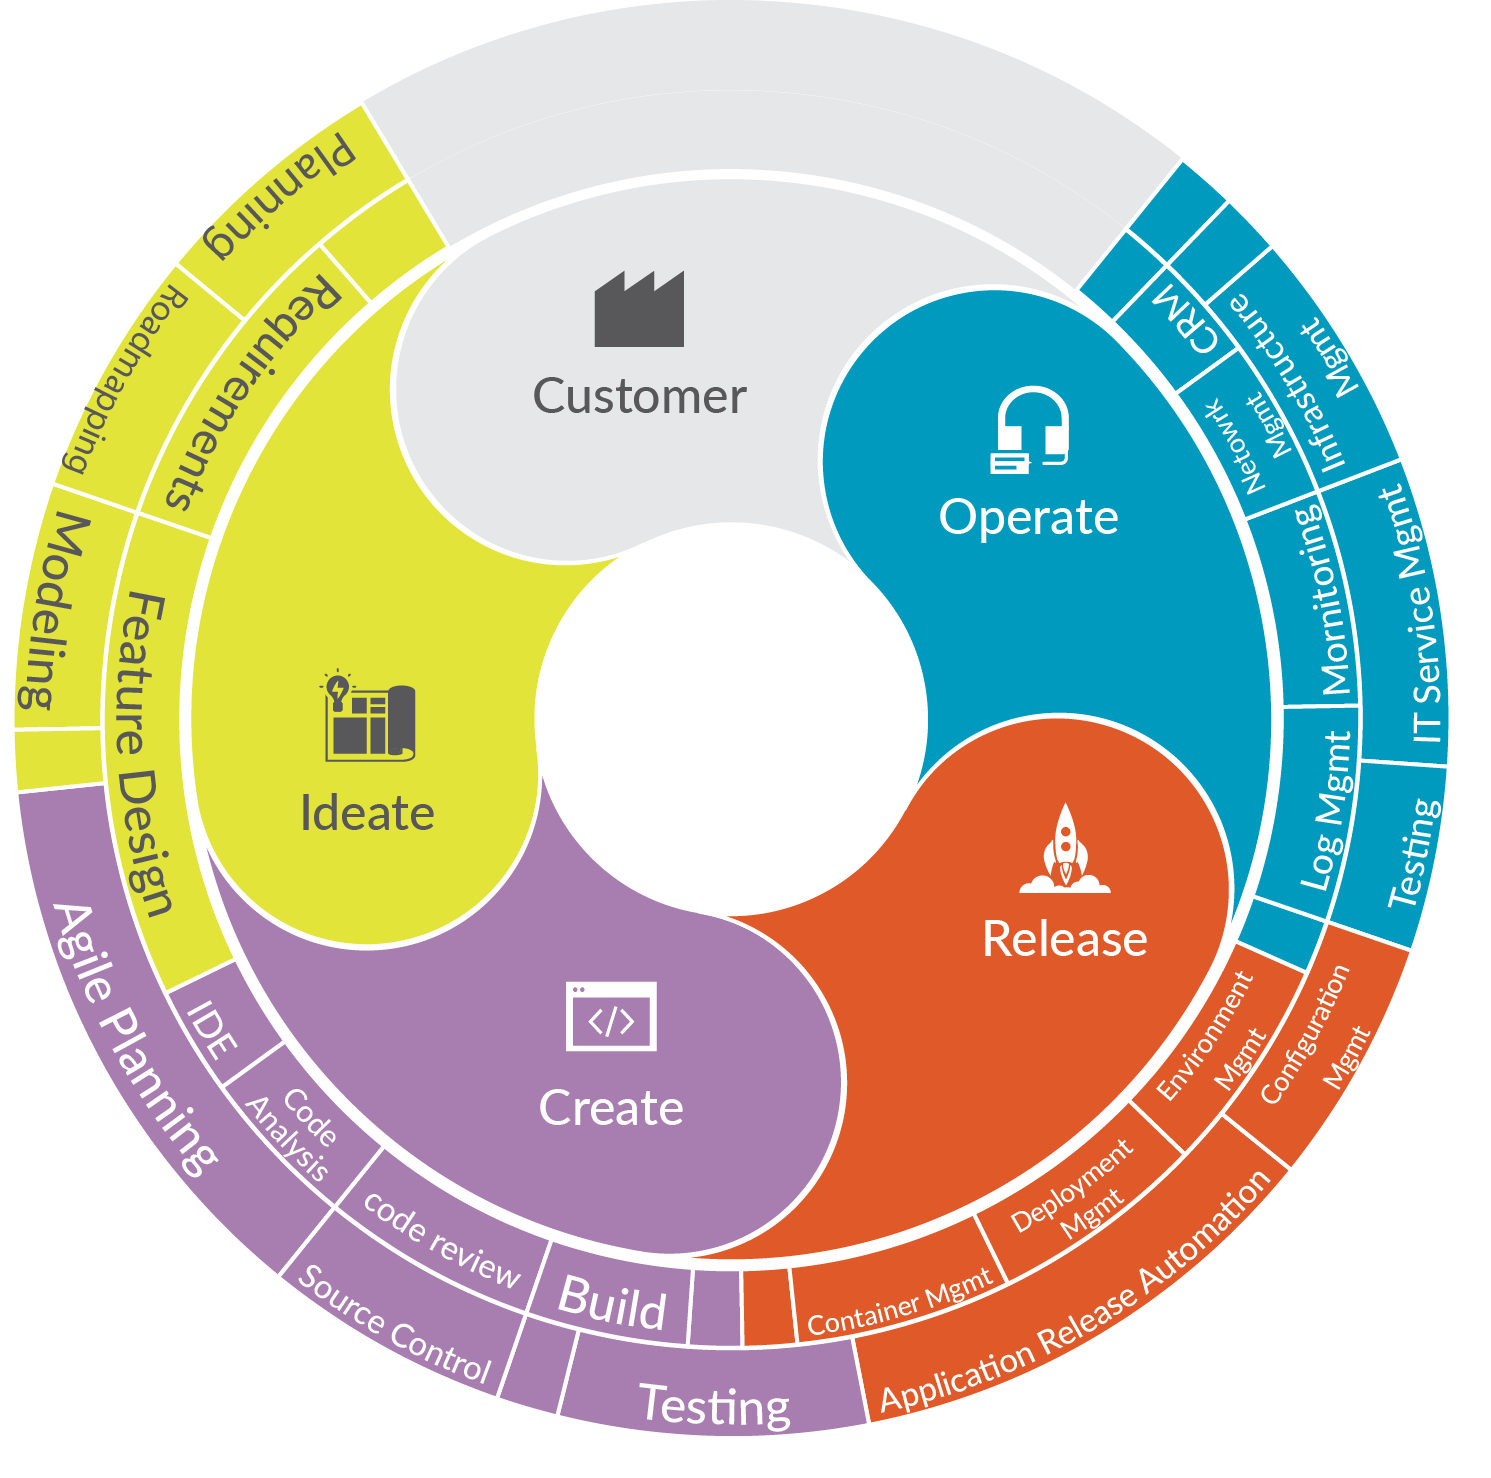 Customer
Operate
Release
Create
Ideate
Planning
Roadmapping
Modeling
Requirements
Feature Design
Agile Planning
IDE
Code
Analysis
code review
Build
Source Control
Testing
Container Mgmt
Deployment
Mgmt
Environment
Mgmt
Application Release Automation
Configuration
Mgmt
Testing
Log Mgmt
IT Service Mgmt
Mornitoring
Netowrk
Mgmt
CRM
Infrastructure
Mgmt